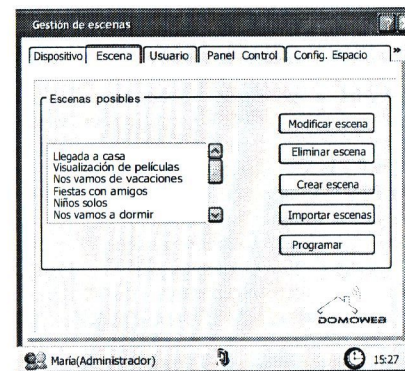 Gestión de escenas
Dispositivo Escena Usuario Panel Control Config. Espacio »
Escenas posibles
Llegada a casa
Visualización de películas
Nos vamos de vacaciones
Fiestas con amigos
Niños solos
Nos vamos a dormir
Modificar escena
Eliminar escena
Crear escena
Importar escenas
Programar
DOMOWEB
María(Administrador) 15:27